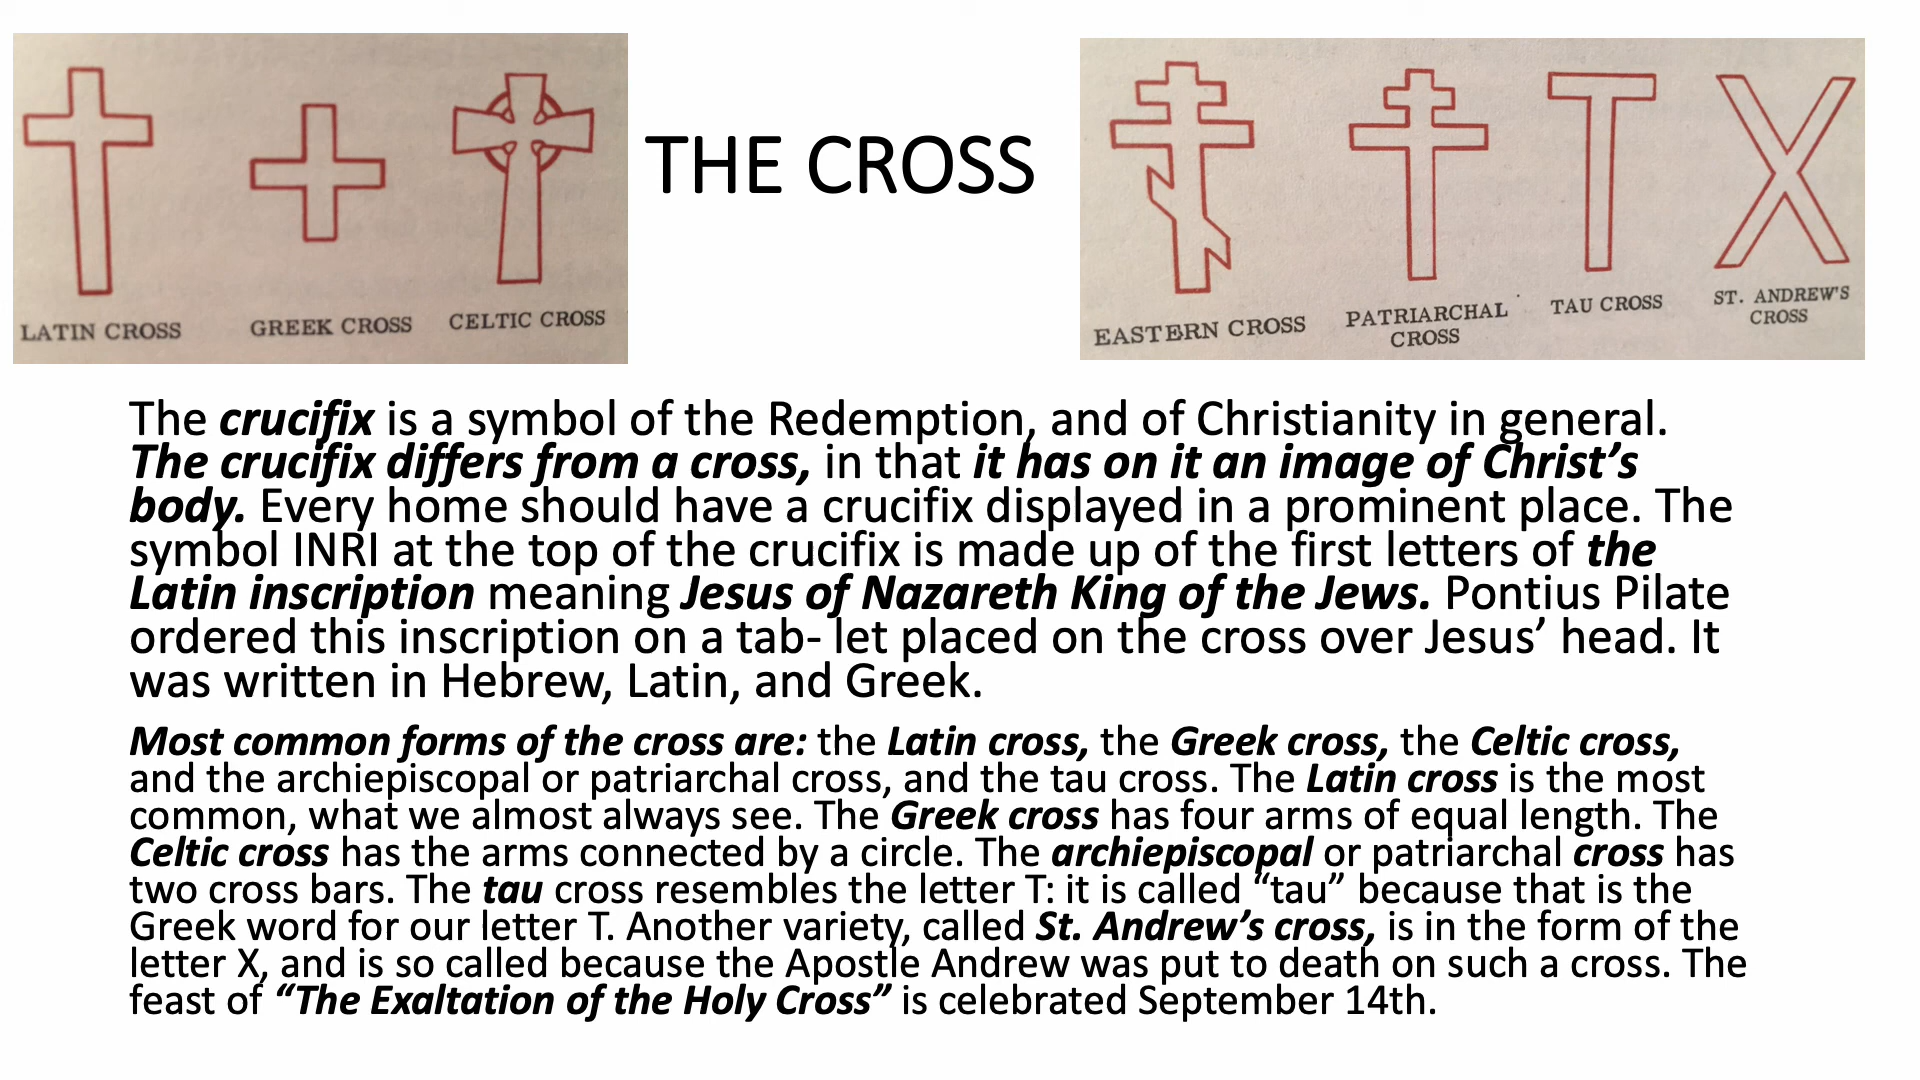 LATIN CROSS
GREEK CROSS
CELTIC CROSS
THE CROSS
EASTERN CROSS
PATRIARCHAL
CROSS
TAU CROSS
ST. ANDREW'S
CROSS
The crucifix is a symbol of the Redemption, and of Christianity in general.
The crucifix differs from a cross, in that it has on it an image of Christ’s
body. Every home should have a crucifix displayed in a prominent place. The
symbol INRI at the top of the crucifix is made up of the first letters of the
Latin inscription meaning Jesus of Nazareth King of the Jews. Pontius Pilate
ordered this inscription on a tab- let placed on the cross over Jesus’ head. It
was written in Hebrew, Latin, and Greek.
Most common forms of the cross are: the Latin cross, the Greek cross, the Celtic cross,
and the archiepiscopal or patriarchal cross, and the tau cross. The Latin cross is the most
common, what we almost always see. The Greek cross has four arms of equal length. The
Celtic cross has the arms connected by a circle. The archiepiscopal or patriarchal cross has
two cross bars. The tau cross resembles the letter T: it is called “tau” because that is the
Greek word for our letter T. Another variety, called St. Andrew’s cross, is in the form of the
letter X, and is so called because the Apostle Andrew was put to death on such a cross. The
feast of “The Exaltation of the Holy Cross” is celebrated September 14th.